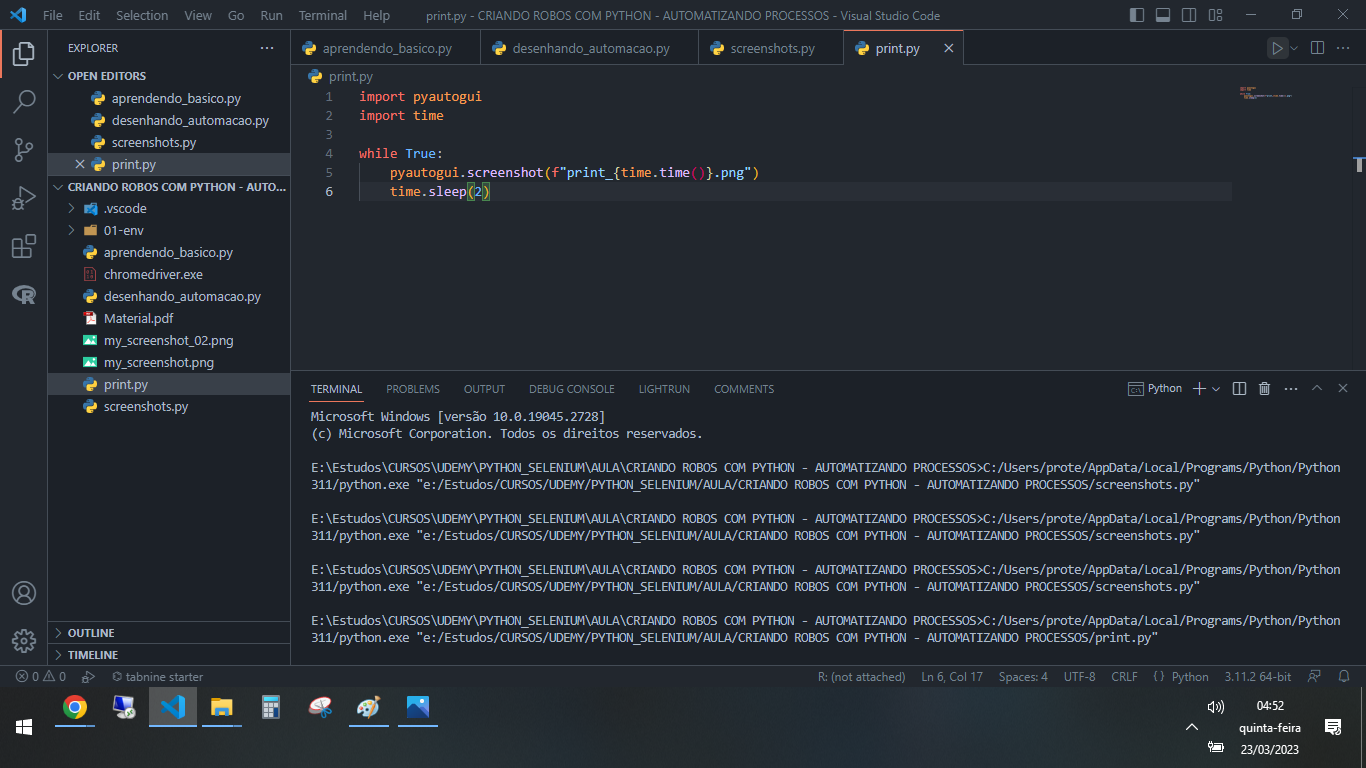 File Edit Selection View Go Run Terminal Help print.py - CRIANDO ROBOS COM PYTHON - AUTOMATIZANDO PROCESSOS - Visual Studio Code
EXPLORER
OPEN EDITORS
aprendendo_basico.py
desenhando_automacao.py
screenshots.py
print.py
CRIANDO ROBOS COM PYTHON - AUTO...
.vscode
01-env
aprendendo_basico.py
chromedriver.exe
desenhando_automacao.py
Material.pdf
my_screenshot_02.png
my_screenshot.png
print.py
screenshots.py
OUTLINE
TIMELINE
aprendendo_basico.py desenhando_automacao.py screenshots.py print.py
print.py
1 import pyautogui
2 import time
3
4 while True:
5 pyautogui.screenshot(f"print_{time.time()}.png")
6 time.sleep(2)
TERMINAL PROBLEMS OUTPUT DEBUG CONSOLE LIGHTRUN COMMENTS Python
Microsoft Windows [versão 10.0.19045.2728]
(c) Microsoft Corporation. Todos os direitos reservados.
E:\Estudos\CURSOS\UDEMY\PYTHON_SELENIUM\AULA\CRIANDO ROBOS COM PYTHON - AUTOMATIZANDO PROCESSOS>C:/Users/prote/AppData/Local/Programs/Python/Python
311/python.exe "e:/Estudos/CURSOS/UDEMY/PYTHON_SELENIUM/AULA/CRIANDO ROBOS COM PYTHON - AUTOMATIZANDO PROCESSOS/screenshots.py"
E:\Estudos\CURSOS\UDEMY\PYTHON_SELENIUM\AULA\CRIANDO ROBOS COM PYTHON - AUTOMATIZANDO PROCESSOS>C:/Users/prote/AppData/Local/Programs/Python/Python
311/python.exe "e:/Estudos/CURSOS/UDEMY/PYTHON_SELENIUM/AULA/CRIANDO ROBOS COM PYTHON - AUTOMATIZANDO PROCESSOS/screenshots.py"
E:\Estudos\CURSOS\UDEMY\PYTHON_SELENIUM\AULA\CRIANDO ROBOS COM PYTHON - AUTOMATIZANDO PROCESSOS>C:/Users/prote/AppData/Local/Programs/Python/Python
311/python.exe "e:/Estudos/CURSOS/UDEMY/PYTHON_SELENIUM/AULA/CRIANDO ROBOS COM PYTHON - AUTOMATIZANDO PROCESSOS/screenshots.py"
E:\Estudos\CURSOS\UDEMY\PYTHON_SELENIUM\AULA\CRIANDO ROBOS COM PYTHON - AUTOMATIZANDO PROCESSOS>C:/Users/prote/AppData/Local/Programs/Python/Python
311/python.exe "e:/Estudos/CURSOS/UDEMY/PYTHON_SELENIUM/AULA/CRIANDO ROBOS COM PYTHON - AUTOMATIZANDO PROCESSOS/print.py"
0 0 tabnine starter R: (not attached) Ln 6, Col 17 Spaces: 4 UTF-8 CRLF { } Python 3.11.2 64-bit
04:52
quinta-feira
23/03/2023